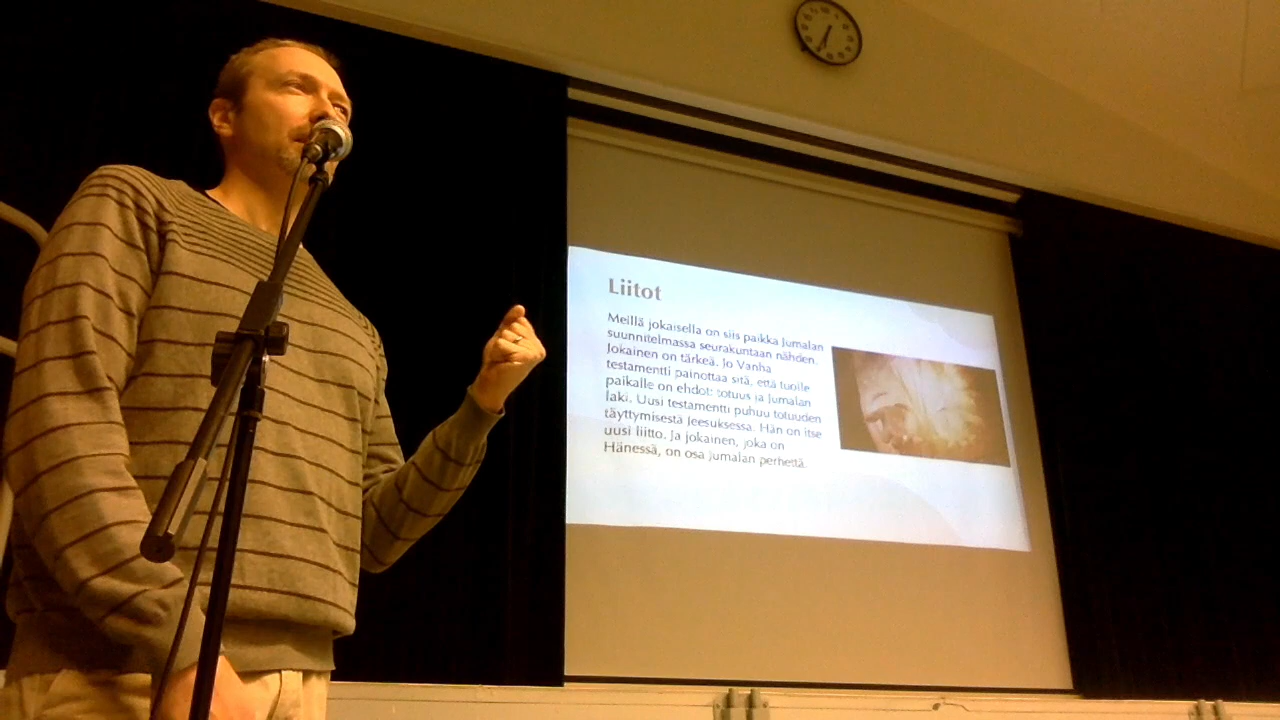 Liitot
Meillä jokaisella on siis paikka Jumalan
suunnitelmassa seurakuntaan nähden.
Jokainen on tärkeä. Jo Vanha
testamentti painottaa sitä, että tuolle
paikalle on ehdot: totuus ja Jumalan
laki. Uusi testamentti puhuu totuuden
täyttymisestä Jeesuksessa. Hän on itse
uusi liitto. Ja jokainen, joka on
Hänessä, on osa Jumalan perhettä.